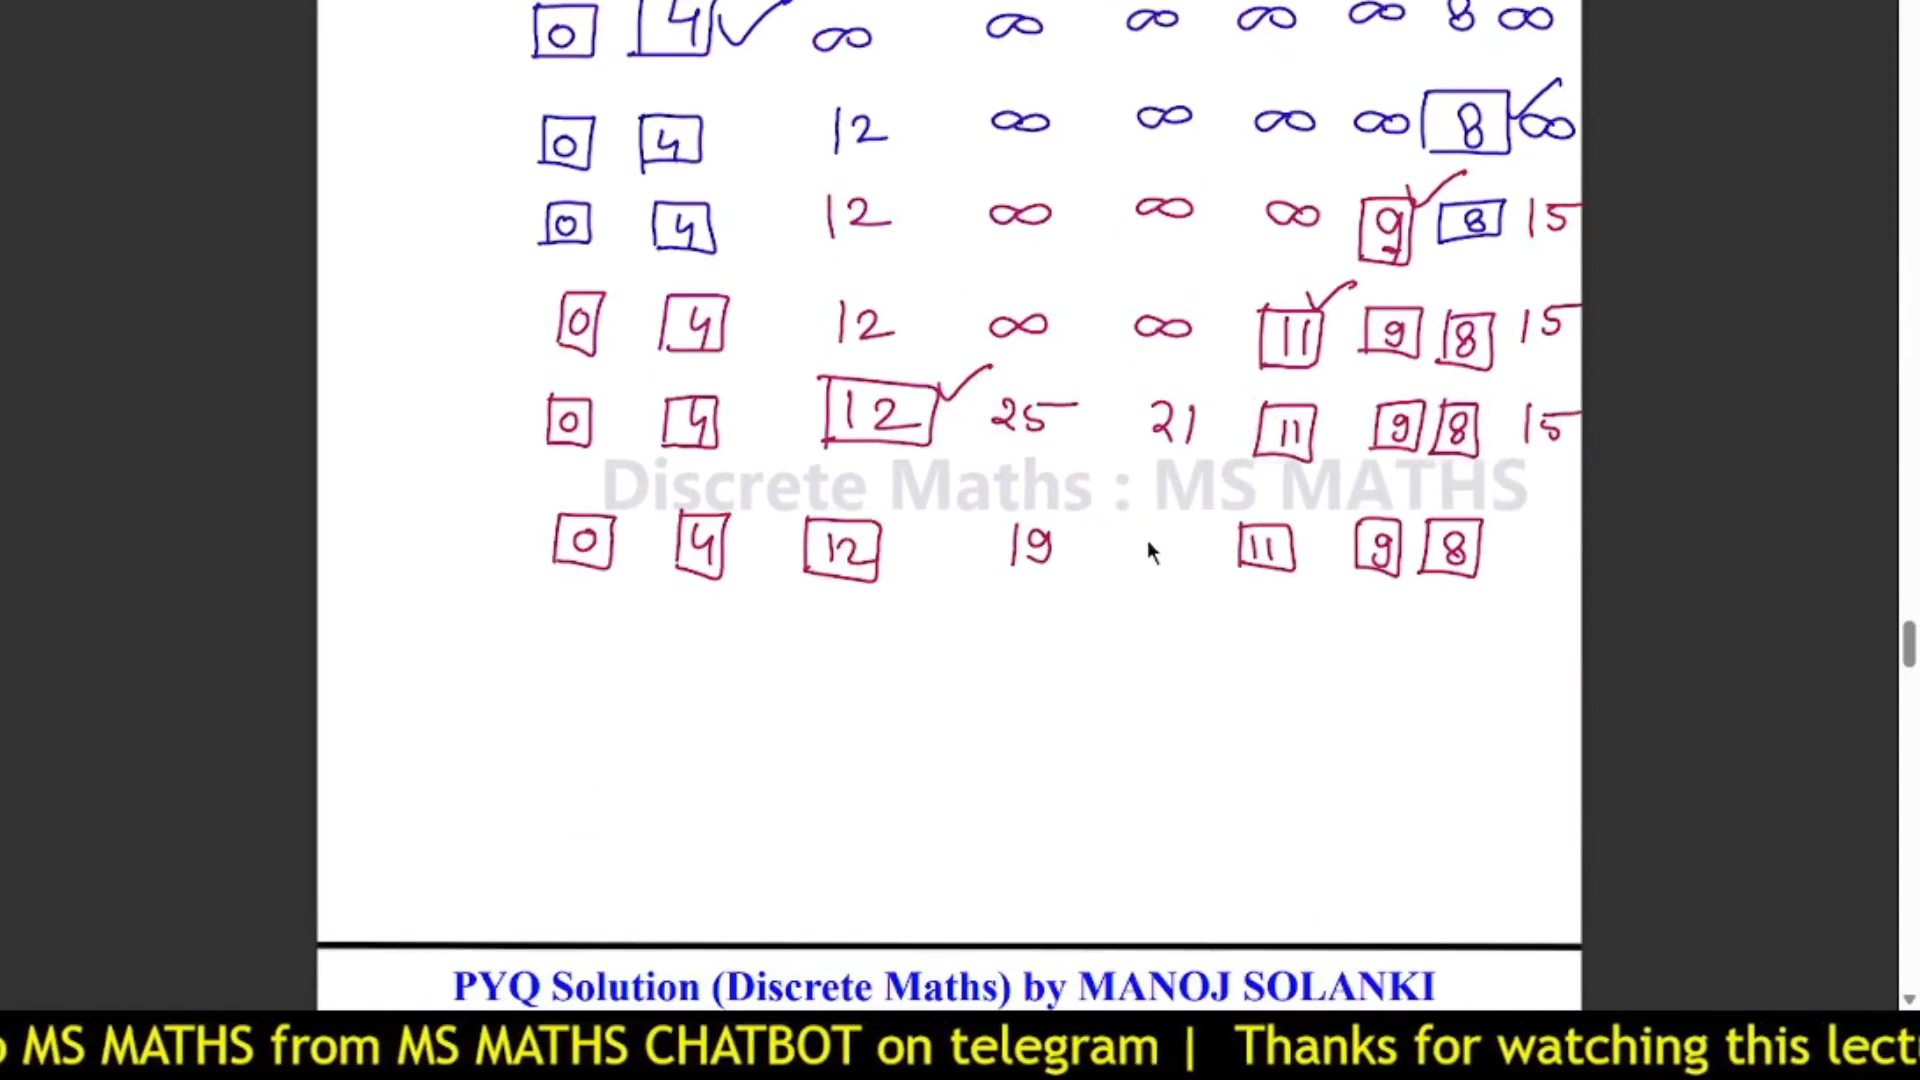 0 4 ∞ ∞ ∞ ∞ ∞ 8 ∞
0 4 12 ∞ ∞ ∞ ∞ 8 ∞
0 4 12 ∞ ∞ ∞ 9 8 15
0 4 12 ∞ ∞ 11 9 8 15
0 4 12 25 21 11 9 8 15
Discrete Maths : MS MATHS
0 4 12 19 11 9 8
PYQ Solution (Discrete Maths) by MANOJ SOLANKI
MS MATHS from MS MATHS CHATBOT on telegram | Thanks for watching this